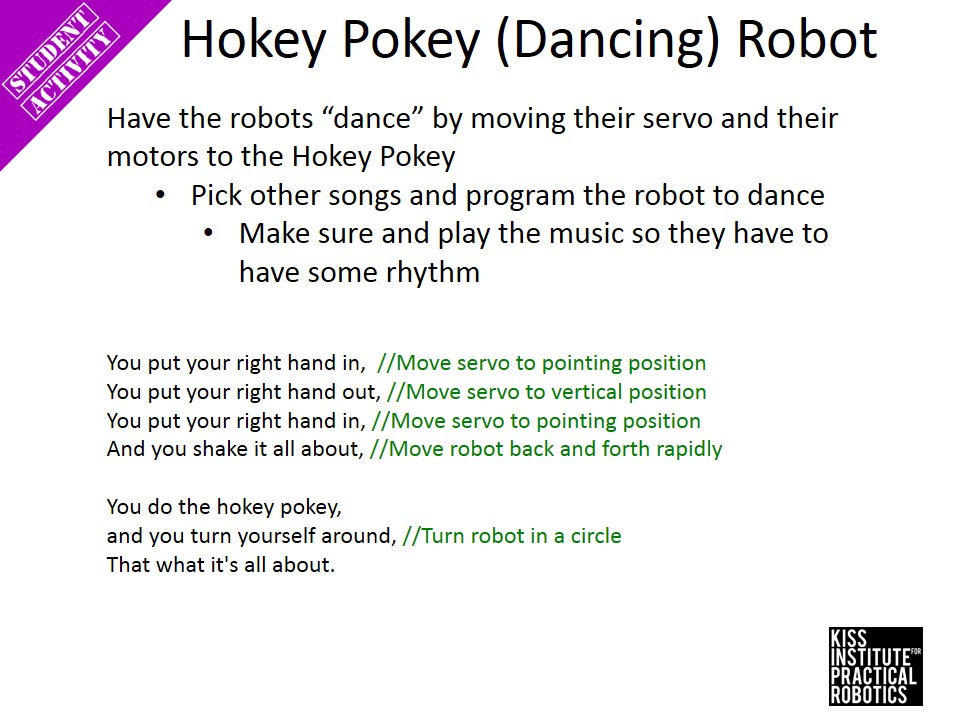 STUDENT
ACTIVITY
Hokey Pokey (Dancing) Robot
Have the robots “dance” by moving their servo and their
motors to the Hokey Pokey
• Pick other songs and program the robot to dance
• Make sure and play the music so they have to
have some rhythm
You put your right hand in,  //Move servo to pointing position
You put your right hand out, //Move servo to vertical position
You put your right hand in, //Move servo to pointing position
And you shake it all about, //Move robot back and forth rapidly
You do the hokey pokey,
and you turn yourself around, //Turn robot in a circle
That what it's all about.
KISS
INSTITUTE FOR
PRACTICAL
ROBOTICS